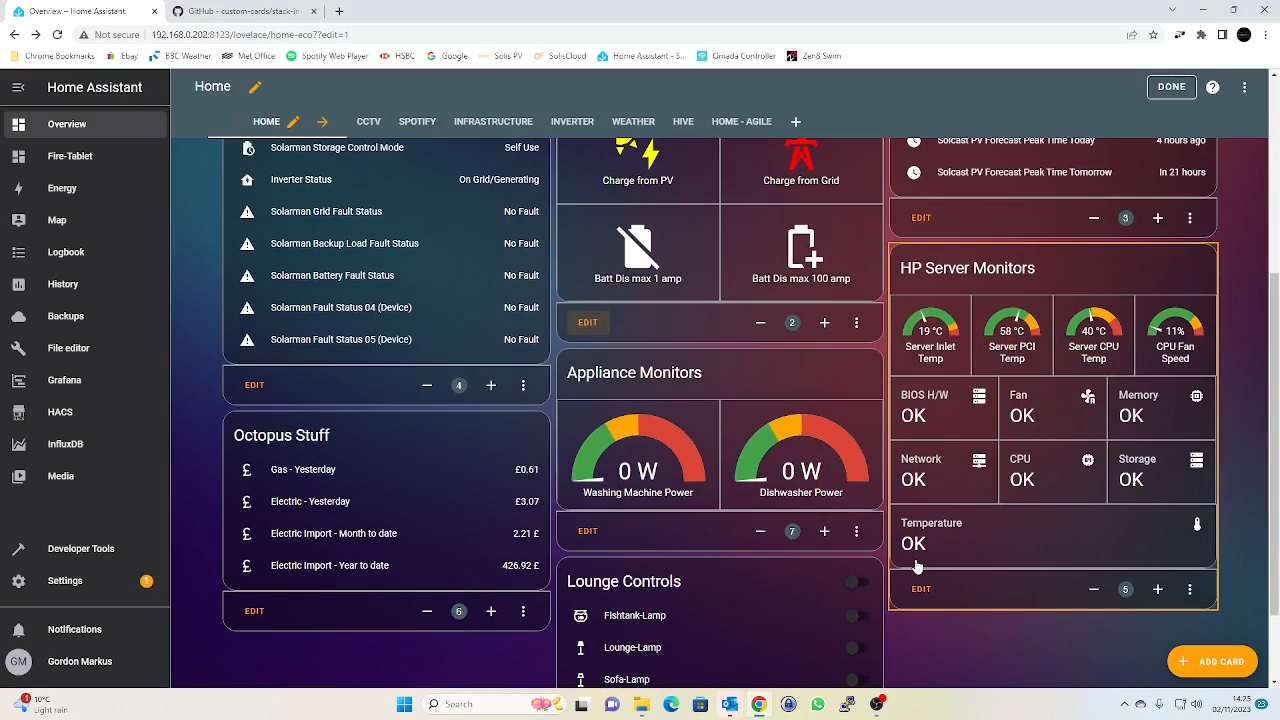 Overview – Home Assistant
GitHub - custom-cards/stack-in-
Not secure
192.168.0.202:8123/lovelace/home-eco7?edit=1
Chrome Bookmarks
Ebay
BBC Weather
Met Office
Spotify Web Player
HSBC
Google
Solis PV
SolisCloud
Home Assistant - S...
Omada Controller
Zen8 Swim
Home Assistant
Overview
Fire-Tablet
Energy
Map
Logbook
History
Backups
File editor
Grafana
HACS
InfluxDB
Media
Developer Tools
Settings
1
Notifications
GM
Gordon Markus
Home
DONE
HOME
CCTV
SPOTIFY
INFRASTRUCTURE
INVERTER
WEATHER
HIVE
HOME - AGILE
Solarman Storage Control Mode Self Use
Inverter Status On Grid/Generating
Solarman Grid Fault Status No Fault
Solarman Backup Load Fault Status No Fault
Solarman Battery Fault Status No Fault
Solarman Fault Status 04 (Device) No Fault
Solarman Fault Status 05 (Device) No Fault
EDIT
4
Octopus Stuff
£ Gas - Yesterday £0.61
£ Electric - Yesterday £3.07
£ Electric Import - Month to date 2.21 £
£ Electric Import - Year to date 426.92 £
EDIT
6
Charge from PV
Charge from Grid
Batt Dis max 1 amp
Batt Dis max 100 amp
EDIT
2
Appliance Monitors
0 W
Washing Machine Power
0 W
Dishwasher Power
EDIT
7
Lounge Controls
Fishtank-Lamp
Lounge-Lamp
Sofa-Lamp
Solcast PV Forecast Peak Time Today 4 hours ago
Solcast PV Forecast Peak Time Tomorrow In 21 hours
EDIT
3
HP Server Monitors
19 °C
Server Inlet
Temp
58 °C
Server PCI
Temp
40 °C
Server CPU
Temp
11%
CPU Fan
Speed
BIOS H/W
OK
Fan
OK
Memory
OK
Network
OK
CPU
OK
Storage
OK
Temperature
OK
EDIT
5
ADD CARD
1
10°C
Light rain
Search
14:23
02/11/2023
23